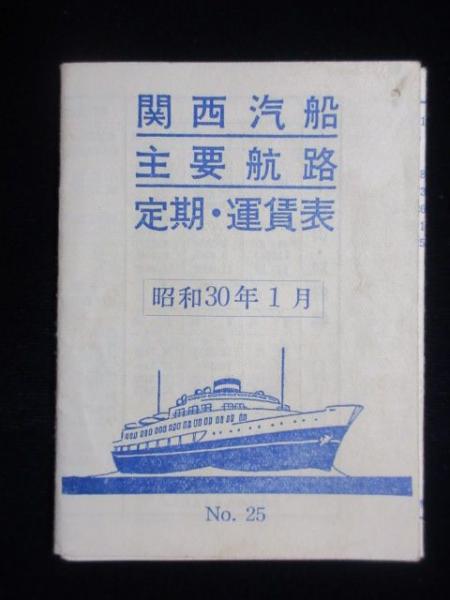 関西汽船
主要航路
定期・運賃表
昭和30年1月
No. 25